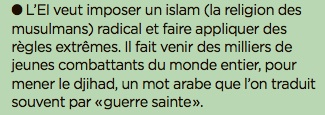 ● L'EI veut imposer un islam (la religion des
musulmans) radical et faire appliquer des
règles extrêmes. Il fait venir des milliers de
jeunes combattants du monde entier, pour
mener le djihad, un mot arabe que l'on traduit
souvent par «guerre sainte».